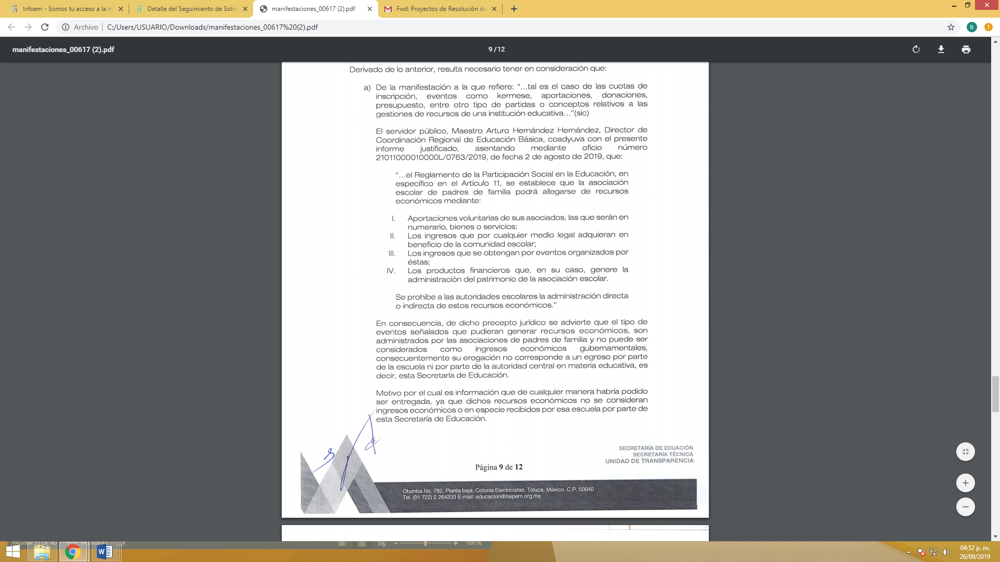 Infoem - Somos tu acceso a la in
Detalle del Seguimiento de Solic
manifestaciones_00617 (2).pdf
Fwd: Proyectos de Resolución de
Archivo
C:/Users/USUARIO/Downloads/manifestaciones_00617%20(2).pdf
B
manifestaciones_00617 (2).pdf
9 / 12
Derivado de lo anterior, resulta necesario tener en consideración que:
a) De la manifestación a la que refiere: “...tal es el caso de las cuotas de
inscripción, eventos como kermese, aportaciones, donaciones,
presupuesto, entre otro tipo de partidas o conceptos relativos a las
gestiones de recursos de una institución educativa...”(sic)
El servidor público, Maestro Arturo Hernández Hernández, Director de
Coordinación Regional de Educación Básica, coadyuva con el presente
informe justificado, asentando mediante oficio número
21011000010000L/0763/2019, de fecha 2 de agosto de 2019, que:
“...el Reglamento de la Participación Social en la Educación, en
específico en el Artículo 11, se establece que la asociación
escolar de padres de familia podrá allegarse de recursos
económicos mediante:
I. Aportaciones voluntarias de sus asociados, las que serán en
numerario, bienes o servicios;
II. Los ingresos que por cualquier medio legal adquieran en
beneficio de la comunidad escolar;
III. Los ingresos que se obtengan por eventos organizados por
éstas;
IV. Los productos financieros que, en su caso, genere la
administración del patrimonio de la asociación escolar.
Se prohíbe a las autoridades escolares la administración directa
o indirecta de estos recursos económicos.”
En consecuencia, de dicho precepto jurídico se advierte que el tipo de
eventos señalados que pudieran generar recursos económicos, son
administrados por las asociaciones de padres de familia y no puede ser
considerados como ingresos económicos gubernamentales,
consecuentemente su erogación no corresponde a un egreso por parte
de la escuela ni por parte de la autoridad central en materia educativa, es
decir, esta Secretaría de Educación.
Motivo por el cual es información que de cualquier manera habría podido
ser entregada, ya que dichos recursos económicos no se consideran
ingresos económicos o en especie recibidos por esa escuela por parte de
esta Secretaría de Educación.
SECRETARÍA DE EDUACIÓN
SECRETARÍA TÉCNICA
UNIDAD DE TRANSPARENCIA
Página 9 de 12
Otumba No. 782, Planta baja, Colonia Electricistas, Toluca, México. C.P. 50040
Tel. (01 722) 2 264333 E-mail: educacion@itaipem.org.mx
PÁGINA 33 DE 40 8287 PALABRAS
100 %
04:52 p. m.
26/09/2019